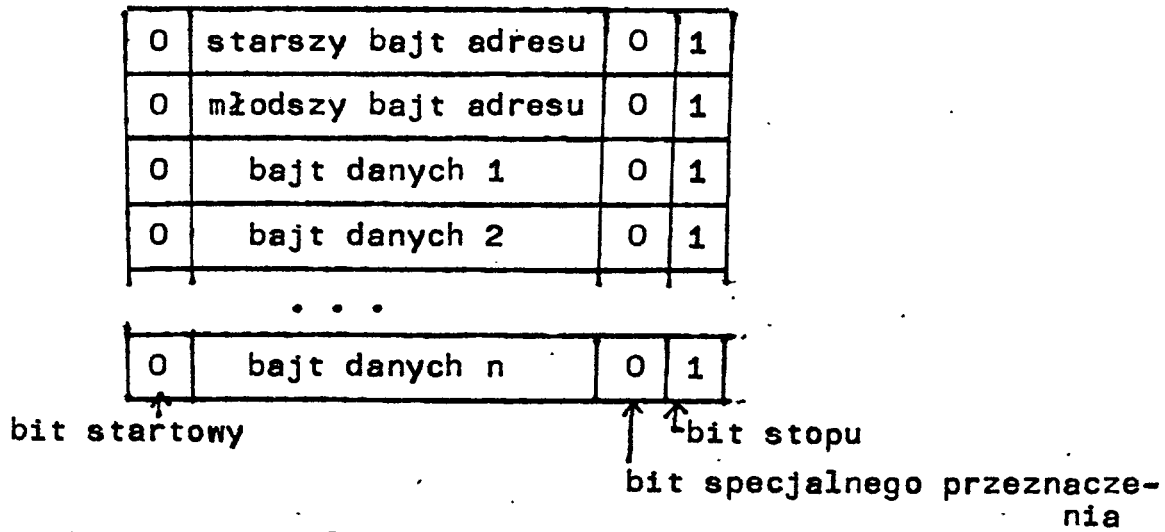 0 starszy bajt adresu 0 1
0 młodszy bajt adresu 0 1
0 bajt danych 1 0 1
0 bajt danych 2 0 1
. . .
0 bajt danych n 0 1
bit startowy bit stopu
bit specjalnego przeznacze-
nia